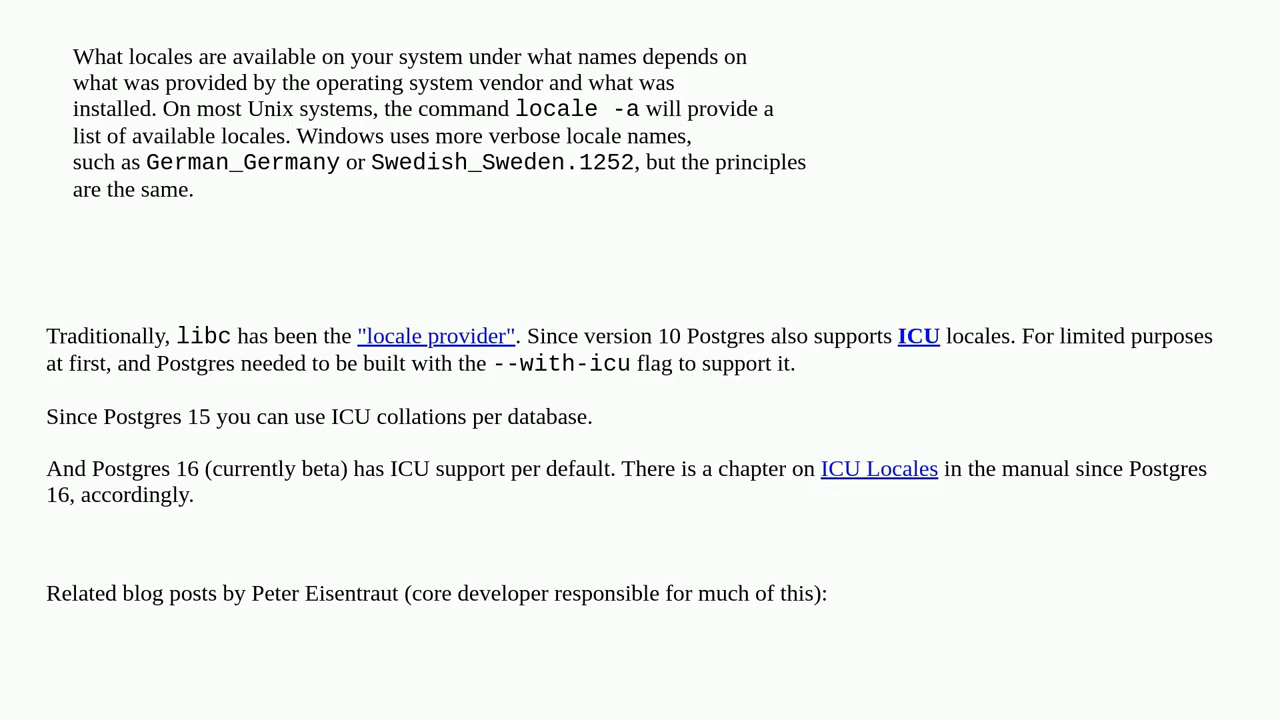 What locales are available on your system under what names depends on
what was provided by the operating system vendor and what was
installed. On most Unix systems, the command locale -a will provide a
list of available locales. Windows uses more verbose locale names,
such as German_Germany or Swedish_Sweden.1252, but the principles
are the same.
Traditionally, libc has been the "locale provider". Since version 10 Postgres also supports ICU locales. For limited purposes
at first, and Postgres needed to be built with the --with-icu flag to support it.
Since Postgres 15 you can use ICU collations per database.
And Postgres 16 (currently beta) has ICU support per default. There is a chapter on ICU Locales in the manual since Postgres
16, accordingly.
Related blog posts by Peter Eisentraut (core developer responsible for much of this):